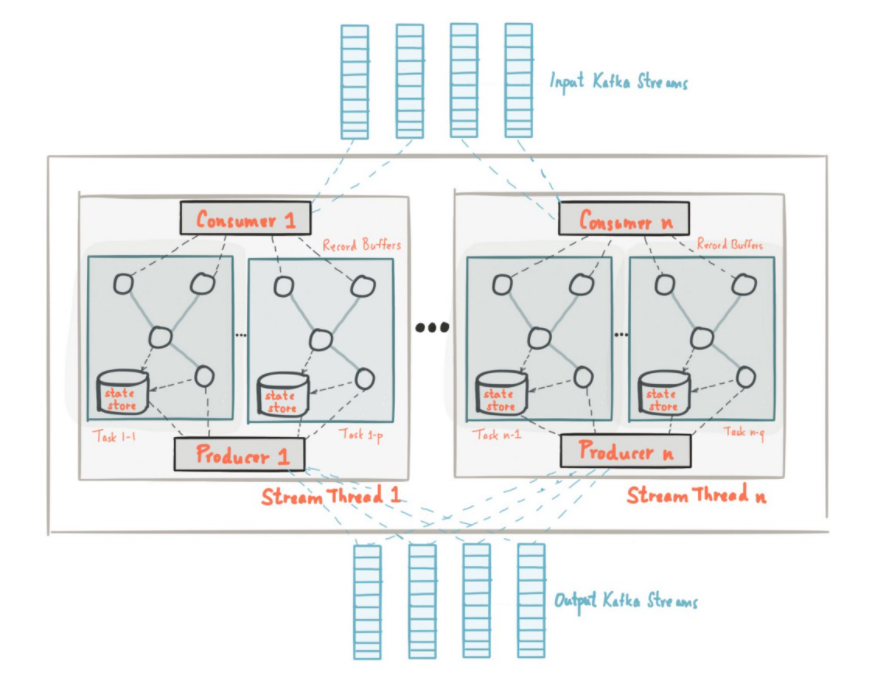 Input Kafka Streams
Consumer 1
Consumer n
Record Buffers
Record Buffers
state
store
state
store
state
store
state
store
Task 1-1
Task 1-p
Task n-1
Task n-q
Producer 1
Producer n
Stream Thread 1
Stream Thread n
Output Kafka Streams